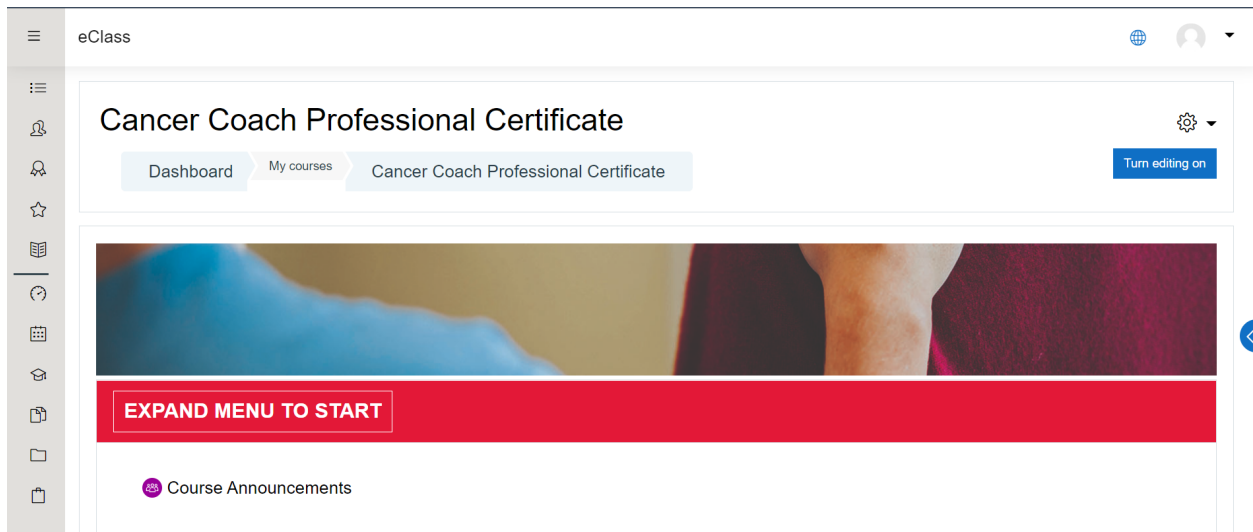 eClass
Cancer Coach Professional Certificate
Dashboard My courses Cancer Coach Professional Certificate
Turn editing on
EXPAND MENU TO START
Course Announcements